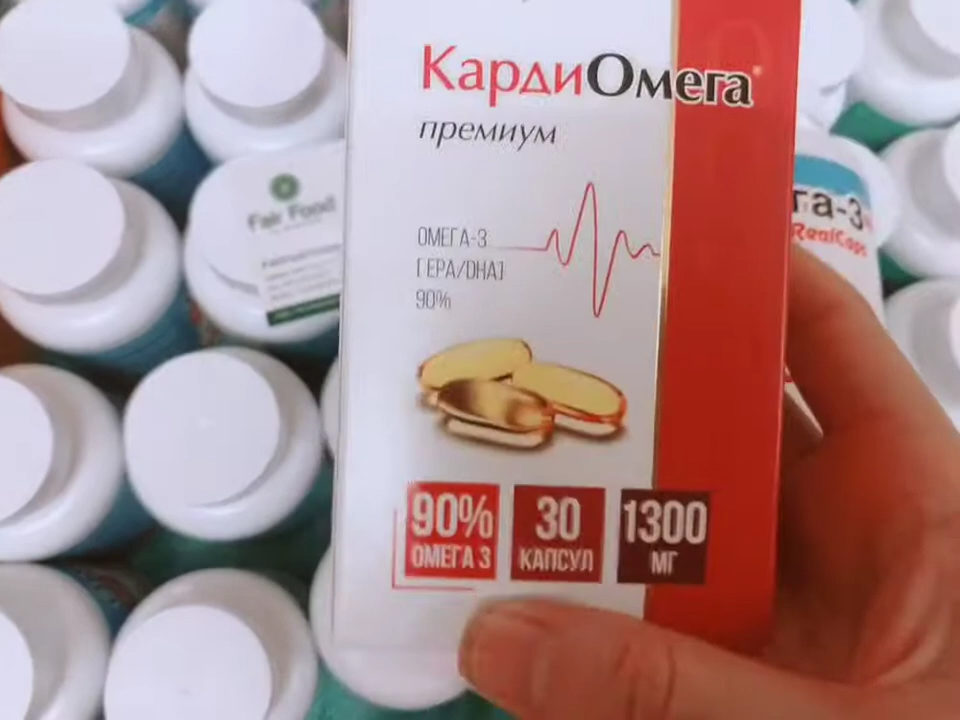 КардиОмега
премиум
ОМЕГА-3
[EPA/DHA]
90%
90%
ОМЕГА 3
30
КАПСУЛ
1300
МГ
Fair Food
га-3
RealCaps